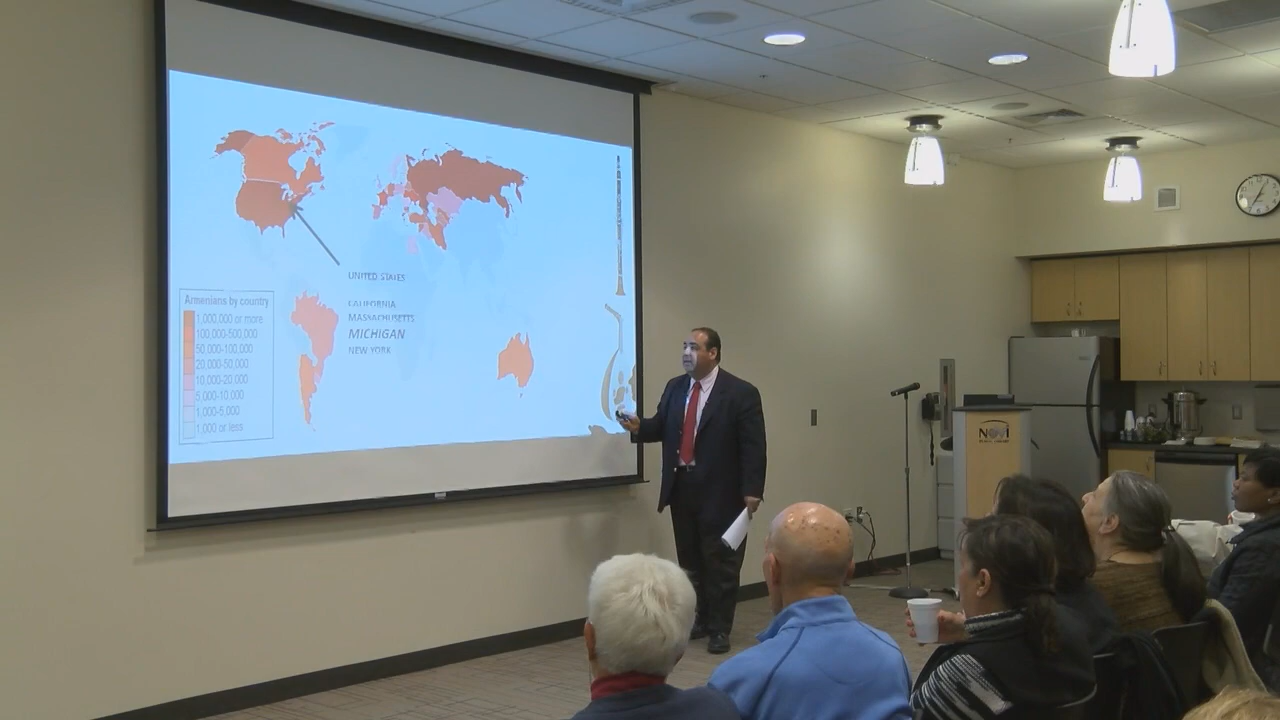 UNITED STATES
CALIFORNIA
MASSACHUSETTS
MICHIGAN
NEW YORK
Armenians by country
1,000,000 or more
100,000-500,000
50,000-100,000
20,000-50,000
10,000-20,000
5,000-10,000
1,000-5,000
1,000 or less
NOVI